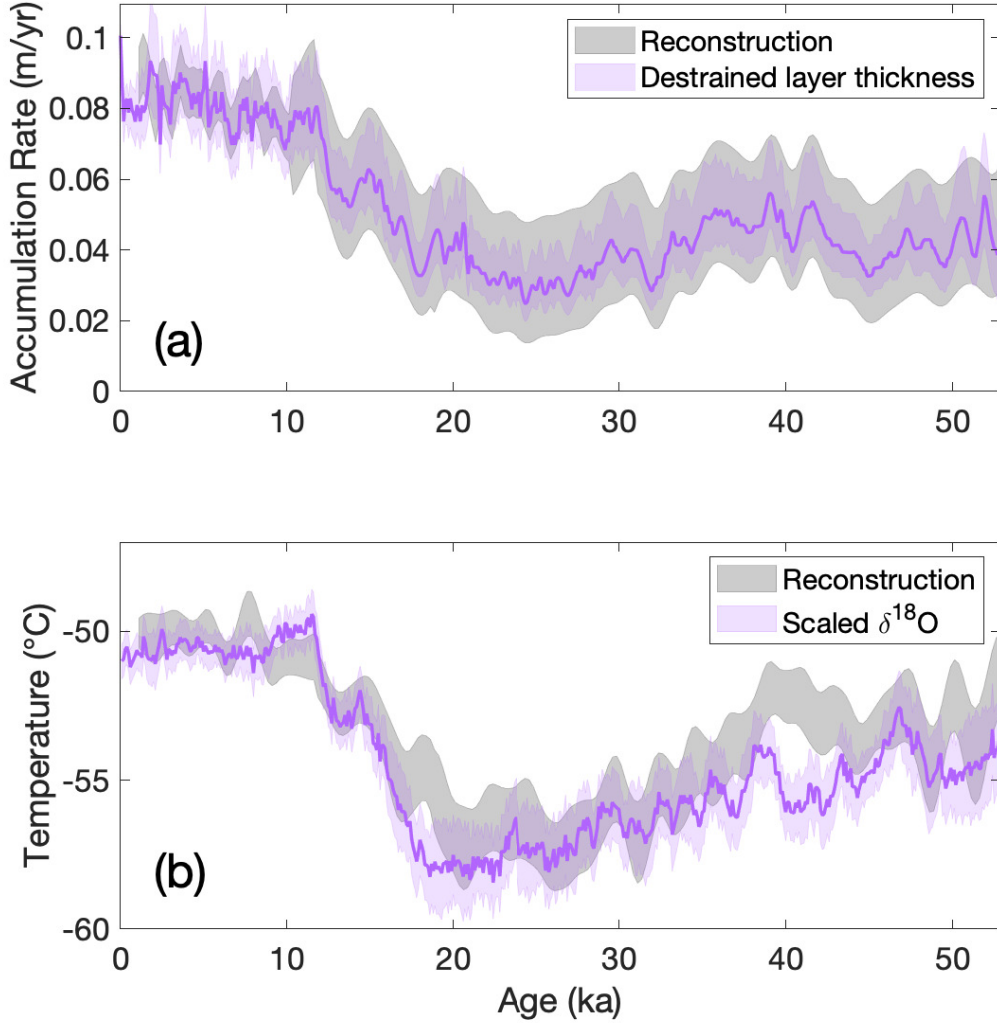 Accumulation Rate (m/yr)
0.1
0.08
0.06
0.04
0.02
0
Reconstruction
Destrained layer thickness
(a)
0 10 20 30 40 50
Temperature (°C)
-50
-55
-60
Reconstruction
Scaled δ¹⁸O
(b)
0 10 20 30 40 50
Age (ka)